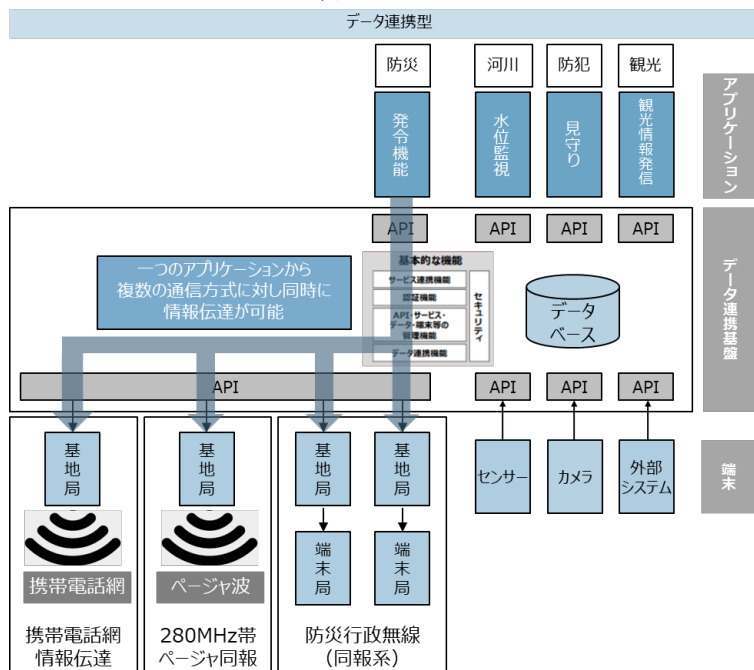 データ連携型
防災
河川
防犯
観光
発令機能
水位監視
見守り
観光情報発信
アプリケーション
API
API
API
API
一つのアプリケーションから
複数の通信方式に対し同時に
情報伝達が可能
基本的な機能
サービス連携機能
認証機能
API・サービス・
データ・端末等の
管理機能
データ連携機能
セキュリティ
データ
ベース
データ連携基盤
API
API
API
API
基地局
基地局
基地局
基地局
センサー
カメラ
外部
システム
端末
端末局
端末局
携帯電話網
ページャ波
携帯電話網
情報伝達
280MHz帯
ページャ同報
防災行政無線
(同報系)